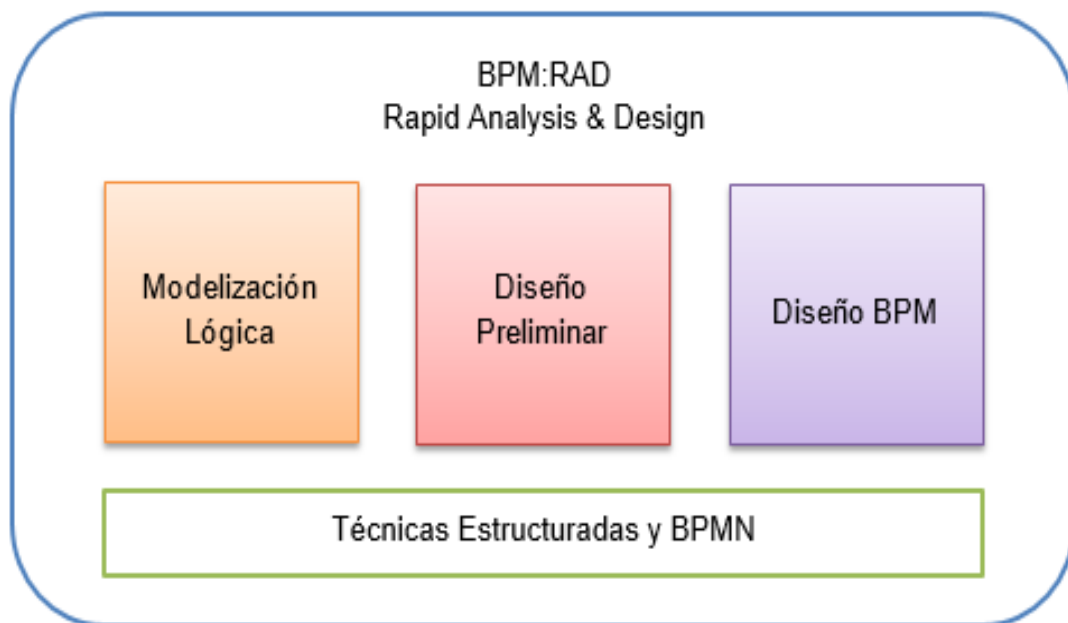 BPM:RAD
Rapid Analysis & Design
Modelización
Lógica
Diseño
Preliminar
Diseño BPM
Técnicas Estructuradas y BPMN